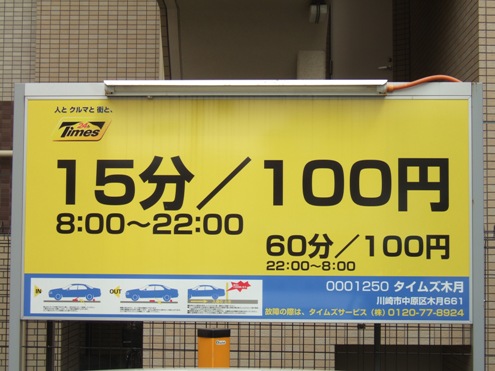 人と クルマと 街と、
24h
Times
15分／100円
8:00～22:00
60分／100円
22:00～8:00
IN
OUT
0001250 タイムズ木月
川崎市中原区木月661
故障の際は、タイムズサービス（株）0120-77-8924